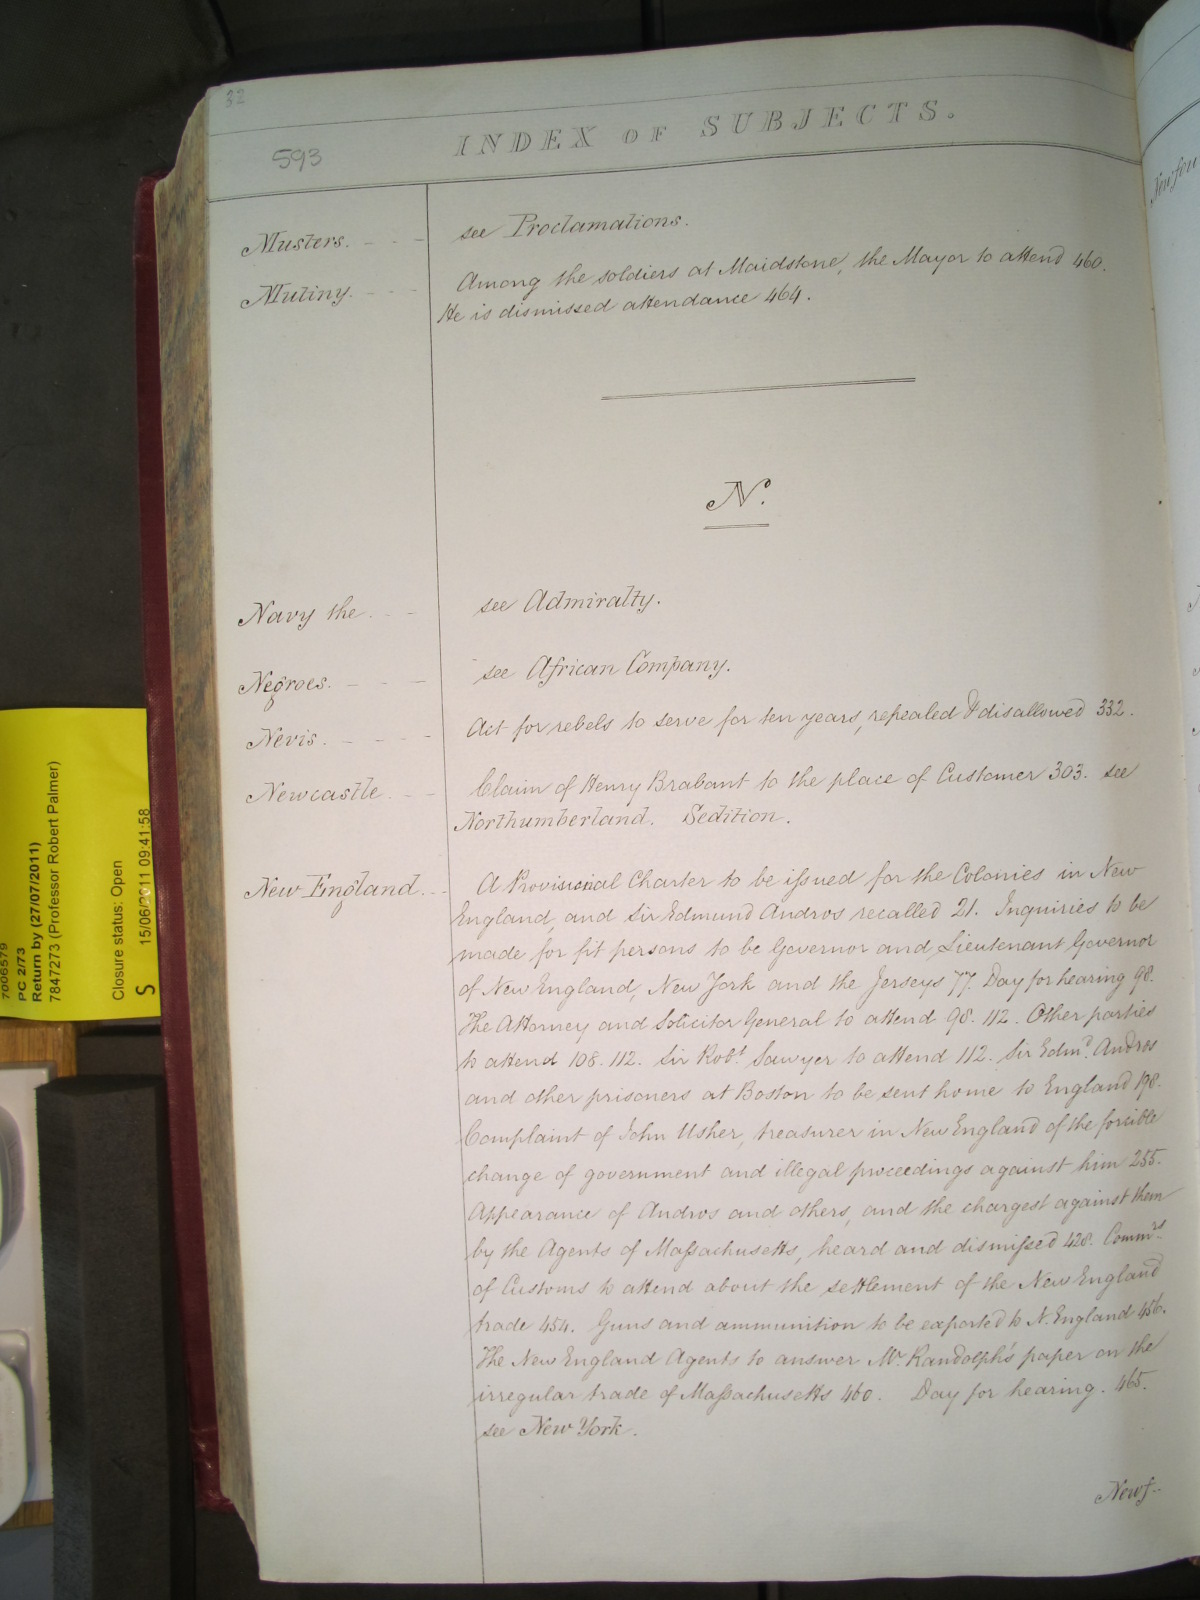 32
593
INDEX OF SUBJECTS.
Musters. - - - see Proclamations.
Mutiny. - - - Among the soldiers at Maidstone, the Mayor to attend 460.
He is dismissed attendance 464.
N.
Navy the. - - see Admiralty.
Negroes. - - - see African Company.
Nevis. - - - - Act for rebels to serve for ten years, repealed & disallowed 332.
Newcastle. - - Claim of Henry Brabant to the place of Customer 303. see
Northumberland. Sedition.
New England. - - A Provisional Charter to be issued for the Colonies in New
England, and Sir Edmund Andros recalled 21. Inquiries to be
made for fit persons to be Governor and Lieutenant Governor
of New England, New York and the Jerseys 77. Day for hearing 98.
The Attorney and Solicitor General to attend 98. 112. Other parties
to attend 108. 112. Sir Robt. Sawyer to attend 112. Sir Edmd. Andros
and other prisoners at Boston to be sent home to England 198.
Complaint of John Usher, treasurer in New England of the forcible
change of government and illegal proceedings against him 255.
Appearance of Andros and others, and the chargest against them
by the Agents of Massachusetts, heard and dismissed 428. Commrs
of Customs to attend about the settlement of the New England
trade 454. Guns and ammunition to be exported to N. England 456.
The New England Agents to answer Mr. Randolph's paper on the
irregular trade of Massachusetts 460. Day for hearing. 465.
see New York.
Newf-
7006579
PC 2/73
Return by (27/07/2011)
7847273 (Professor Robert Palmer)
Closure status: Open
S 15/06/2011 09:41:58